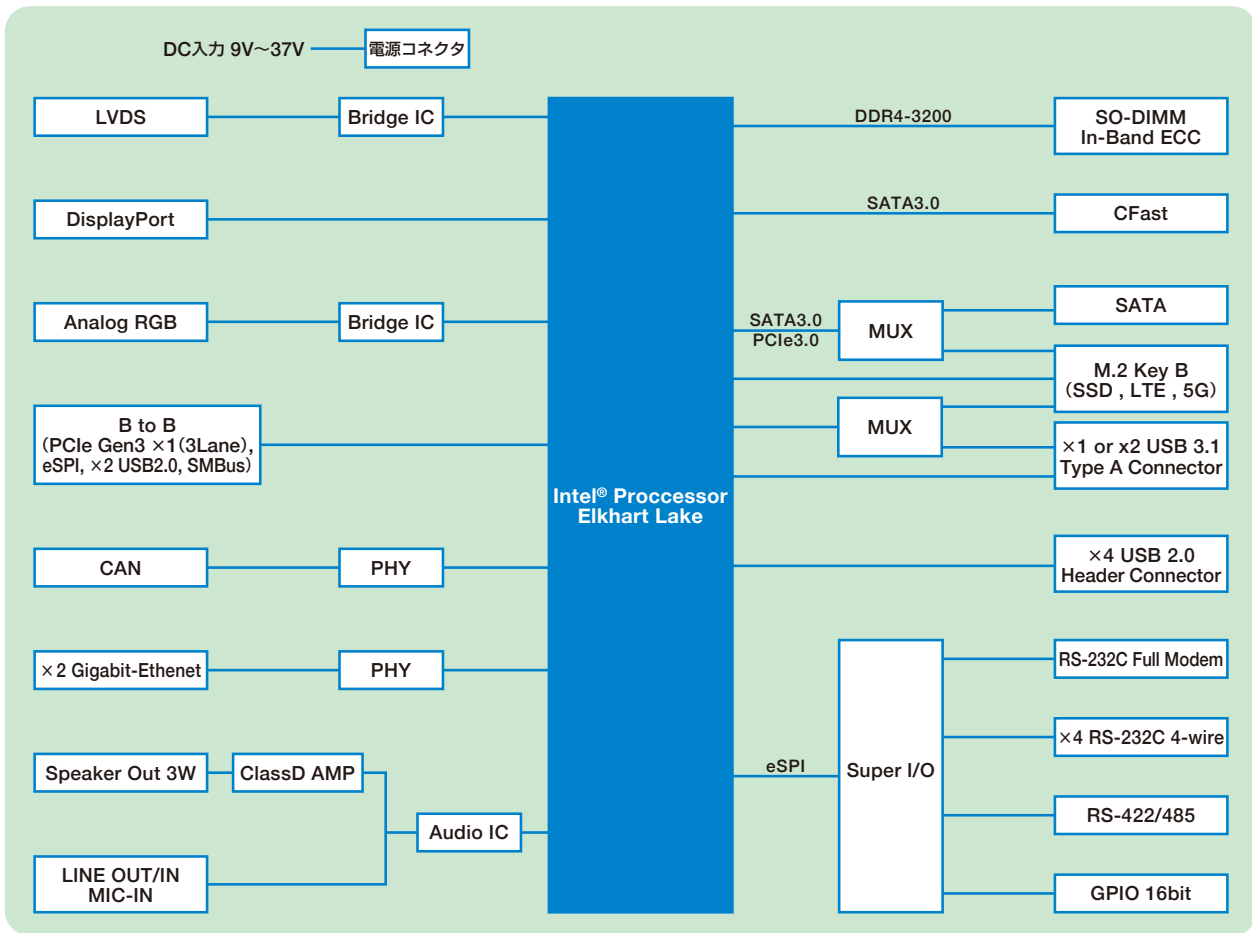 DC入力 9V～37V
電源コネクタ
LVDS
Bridge IC
DisplayPort
Analog RGB
Bridge IC
B to B
(PCIe Gen3 ×1(3Lane),
eSPI, ×2 USB2.0, SMBus)
CAN
PHY
×2 Gigabit-Ethenet
PHY
Speaker Out 3W
ClassD AMP
Audio IC
LINE OUT/IN
MIC-IN
Intel® Proccessor
Elkhart Lake
DDR4-3200
SO-DIMM
In-Band ECC
SATA3.0
CFast
SATA3.0
PCIe3.0
MUX
SATA
M.2 Key B
(SSD , LTE , 5G)
MUX
×1 or x2 USB 3.1
Type A Connector
×4 USB 2.0
Header Connector
eSPI
Super I/O
RS-232C Full Modem
×4 RS-232C 4-wire
RS-422/485
GPIO 16bit